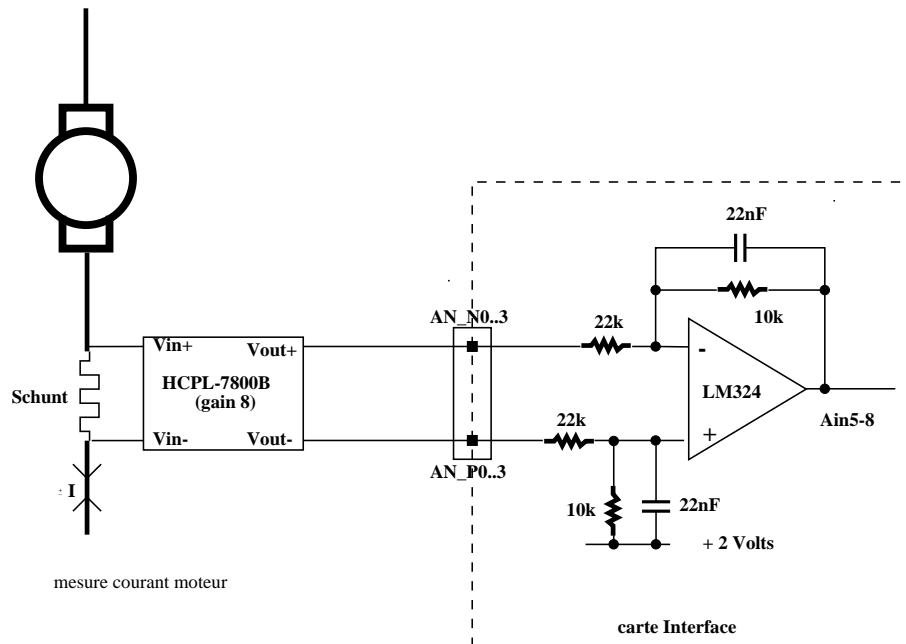 22nF
10k
AN_N0..3
22k
Vin+
Vout+
HCPL-7800B
(gain 8)
Schunt
Vin-
Vout-
-
LM324
+
Ain5-8
22k
AN_P0..3
± I
10k
22nF
+ 2 Volts
mesure courant moteur
carte Interface